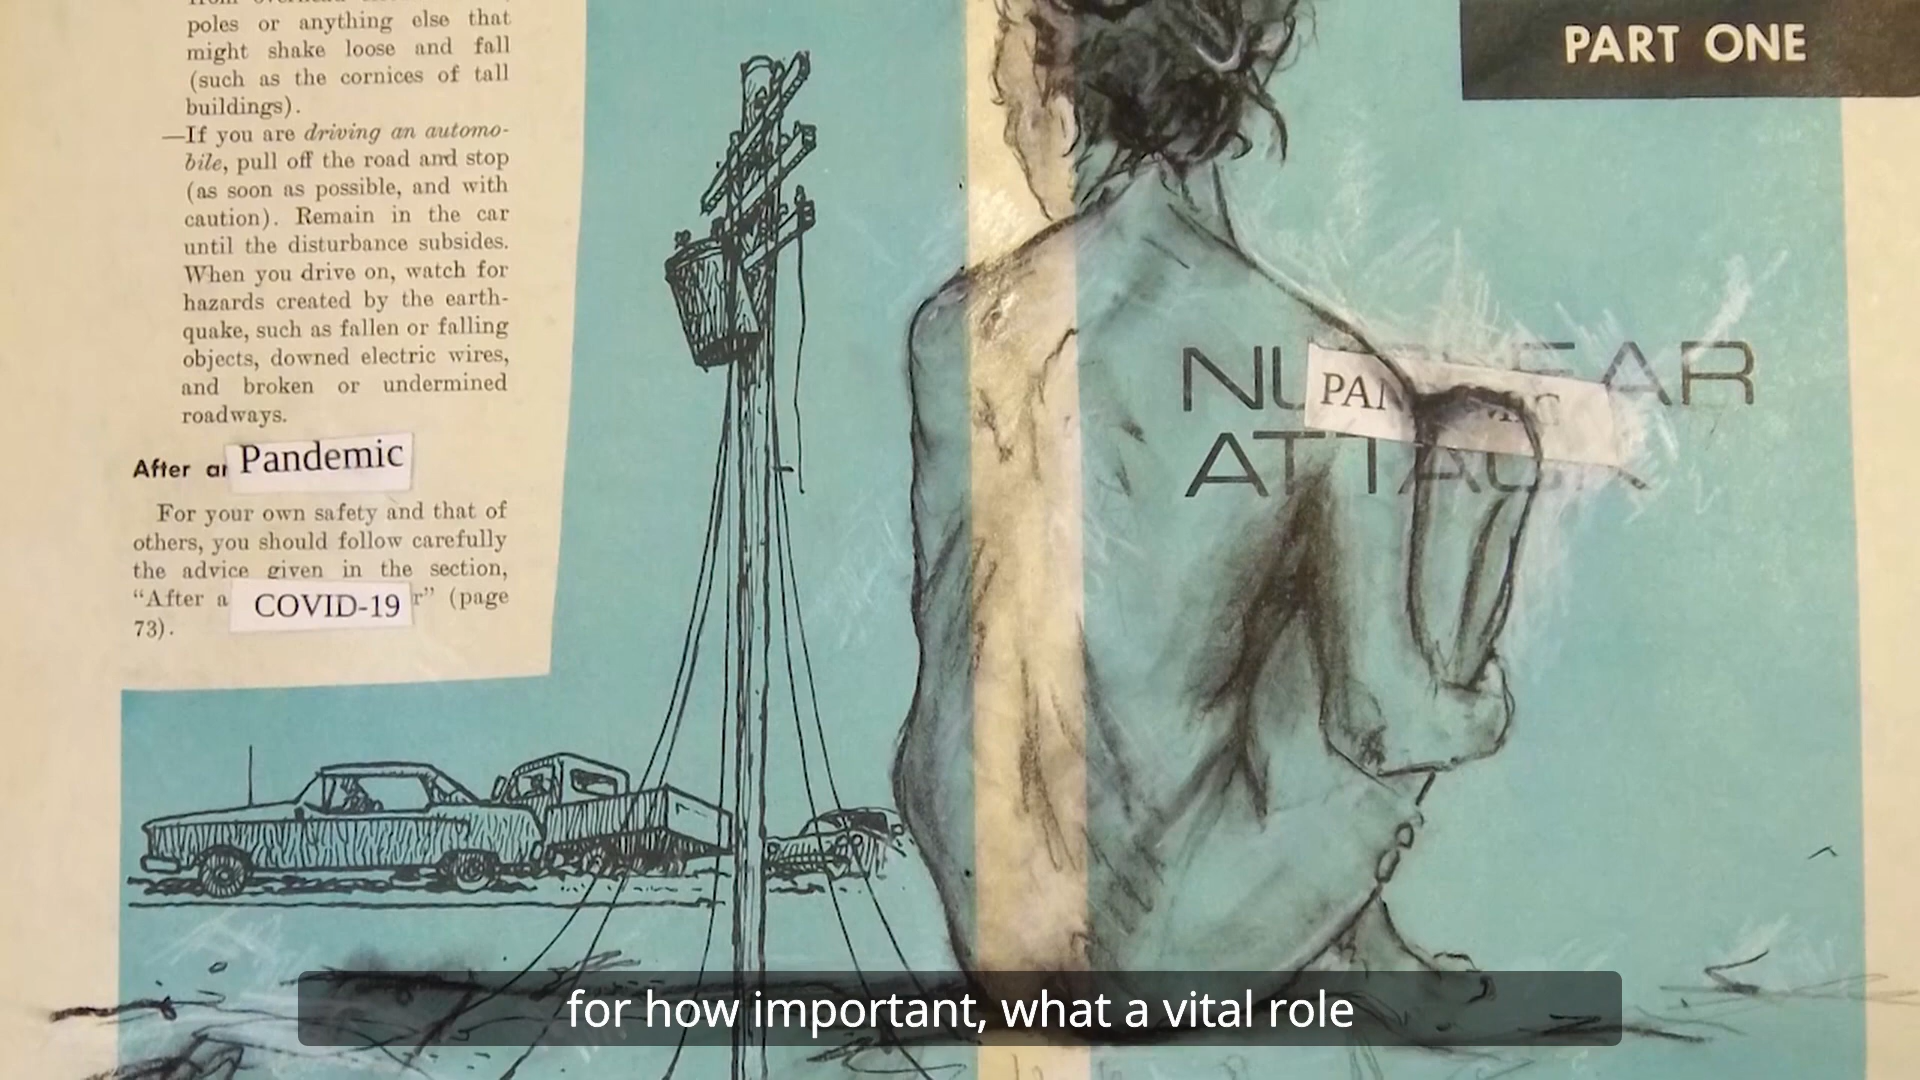 poles or anything else that
might shake loose and fall
(such as the cornices of tall
buildings).
—If you are driving an automo-
bile, pull off the road and stop
(as soon as possible, and with
caution). Remain in the car
until the disturbance subsides.
When you drive on, watch for
hazards created by the earth-
quake, such as fallen or falling
objects, downed electric wires,
and broken or undermined
roadways.
After an Pandemic
For your own safety and that of
others, you should follow carefully
the advice given in the section,
“After a COVID-19 r” (page
73).
PART ONE
NUCLEAR
ATTACK
for how important, what a vital role